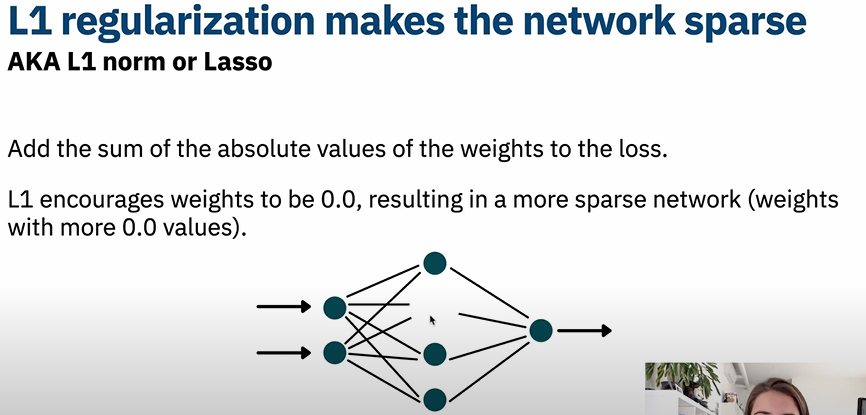 L1 regularization makes the network sparse
AKA L1 norm or Lasso
Add the sum of the absolute values of the weights to the loss.
L1 encourages weights to be 0.0, resulting in a more sparse network (weights
with more 0.0 values).